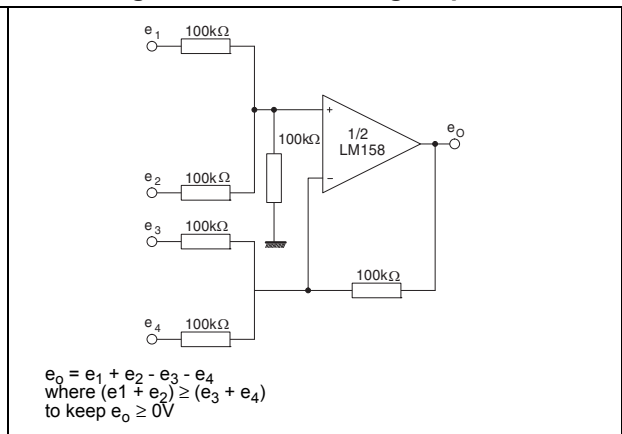 e1 100kΩ
+
1/2
LM158
eO
100kΩ
e2 100kΩ
-
e3 100kΩ
100kΩ
e4 100kΩ
eo = e1 + e2 - e3 - e4
where (e1 + e2) ≥ (e3 + e4)
to keep eo ≥ 0V